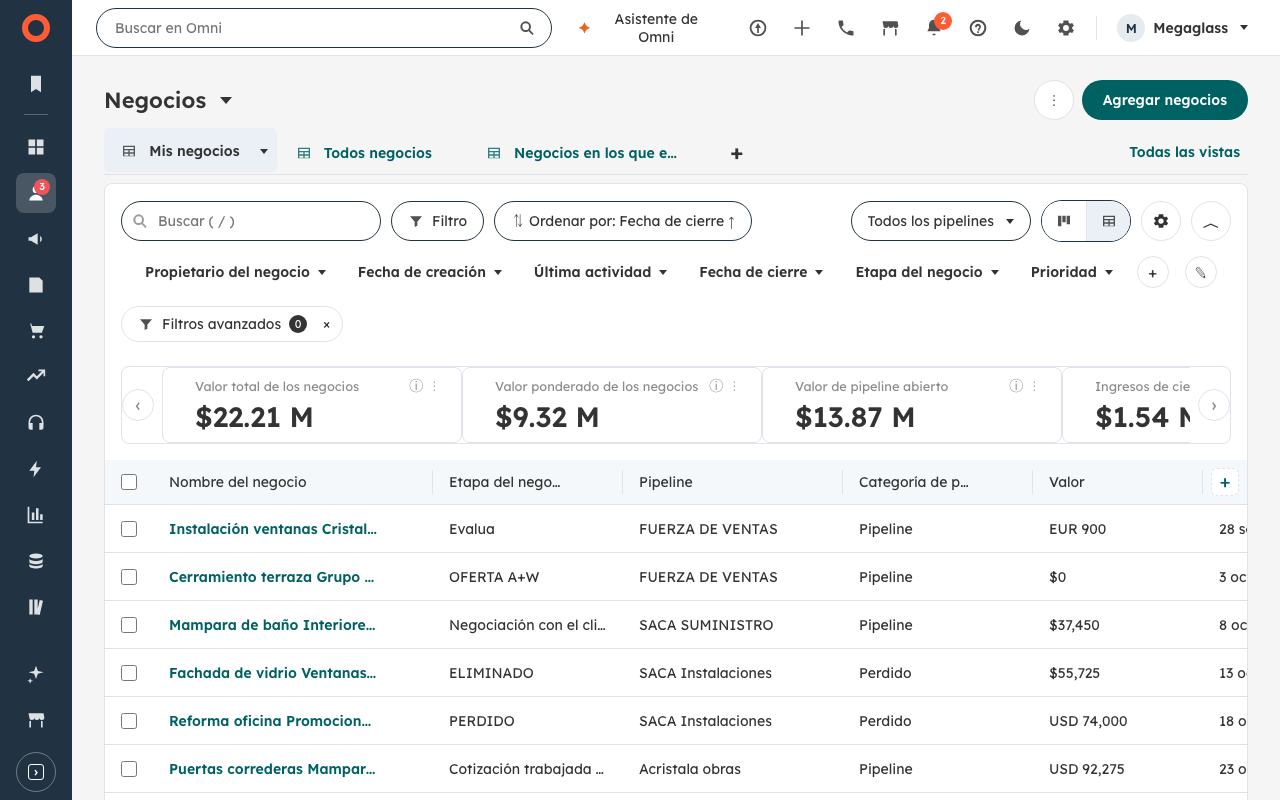 Buscar en Omni
Asistente de
Omni
2
M
Megaglass
3
Negocios
Agregar negocios
Mis negocios
Todos negocios
Negocios en los que e...
+
Todas las vistas
Buscar ( / )
Filtro
Ordenar por: Fecha de cierre ↑
Todos los pipelines
Propietario del negocio
Fecha de creación
Última actividad
Fecha de cierre
Etapa del negocio
Prioridad
+
Filtros avanzados 0 ×
Valor total de los negocios
$22.21 M
Valor ponderado de los negocios
$9.32 M
Valor de pipeline abierto
$13.87 M
Ingresos de cie
$1.54 M
Nombre del negocio
Etapa del nego...
Pipeline
Categoría de p...
Valor
+
Instalación ventanas Cristal...
Evalua
FUERZA DE VENTAS
Pipeline
EUR 900
28 s
Cerramiento terraza Grupo ...
OFERTA A+W
FUERZA DE VENTAS
Pipeline
$0
3 oc
Mampara de baño Interiore...
Negociación con el cli...
SACA SUMINISTRO
Pipeline
$37,450
8 oc
Fachada de vidrio Ventanas...
ELIMINADO
SACA Instalaciones
Perdido
$55,725
13 o
Reforma oficina Promocion...
PERDIDO
SACA Instalaciones
Perdido
USD 74,000
18 o
Puertas correderas Mampar...
Cotización trabajada ...
Acristala obras
Pipeline
USD 92,275
23 o